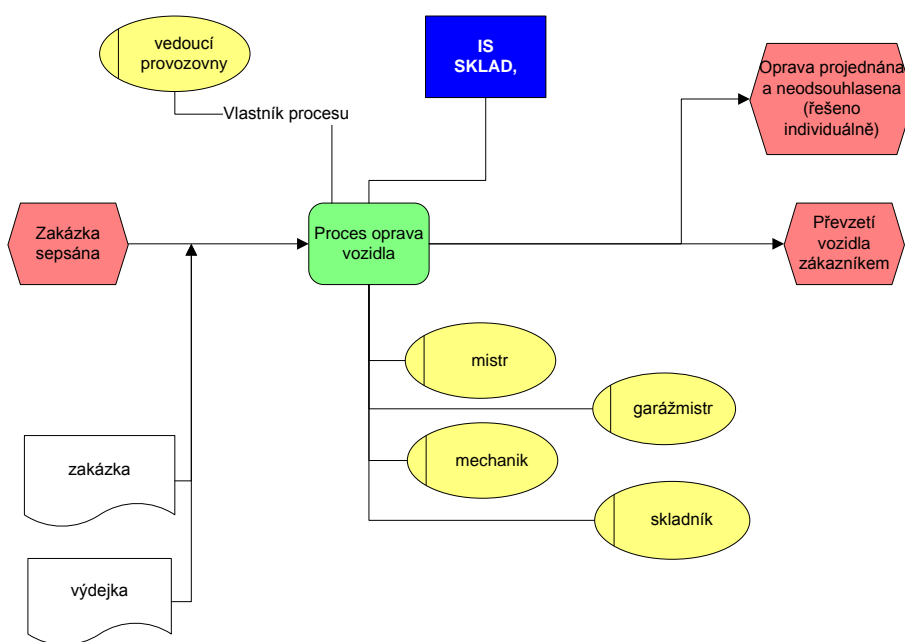 vedoucí
provozovny
IS
SKLAD,
Oprava projednána
a neodsouhlasena
(řešeno
individuálně)
Vlastník procesu
Zakázka
sepsána
Proces oprava
vozidla
Převzetí
vozidla
zákazníkem
mistr
garážmistr
mechanik
zakázka
skladník
výdejka